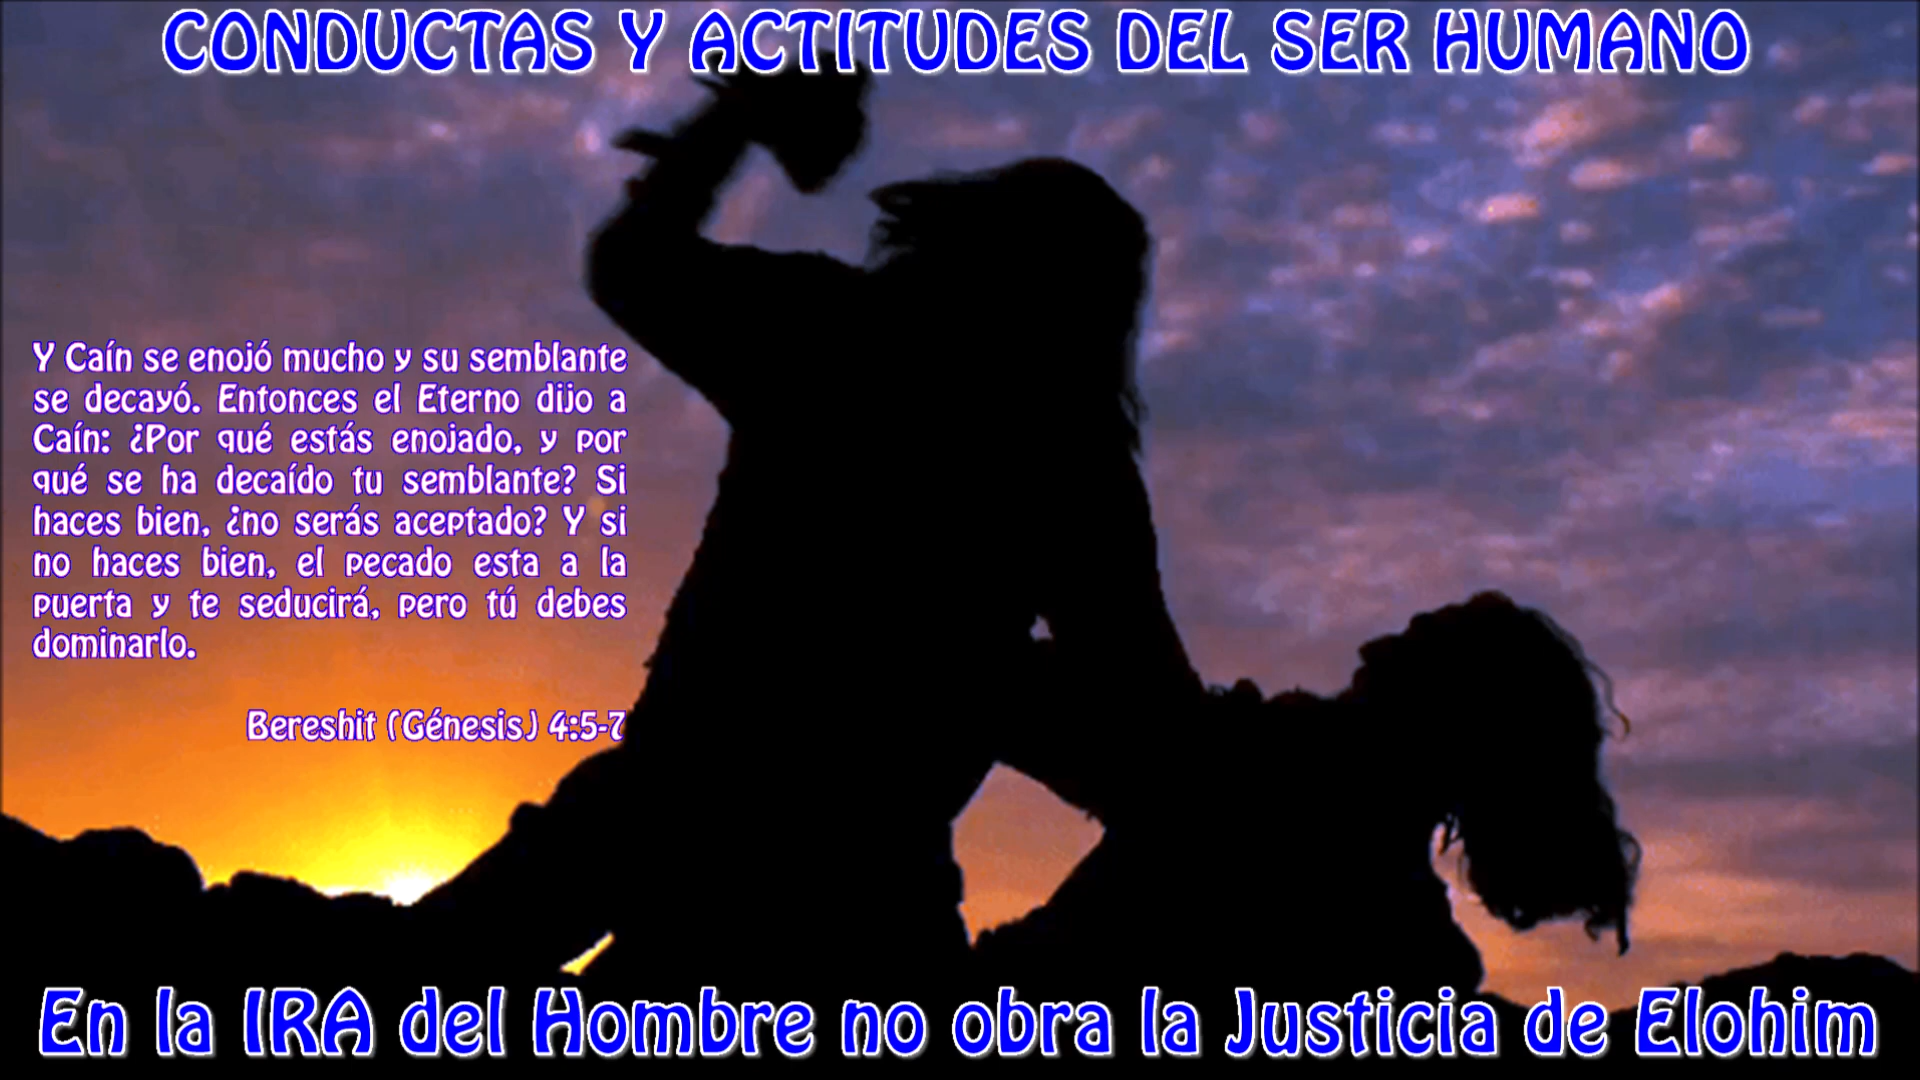 CONDUCTAS Y ACTITUDES DEL SER HUMANO
Y Caín se enojó mucho y su semblante
se decayó. Entonces el Eterno dijo a
Caín: ¿Por qué estás enojado, y por
qué se ha decaído tu semblante? Si
haces bien, ¿no serás aceptado? Y si
no haces bien, el pecado esta a la
puerta y te seducirá, pero tú debes
dominarlo.
Bereshit (Génesis) 4:5-7
En la IRA del Hombre no obra la Justicia de Elohim